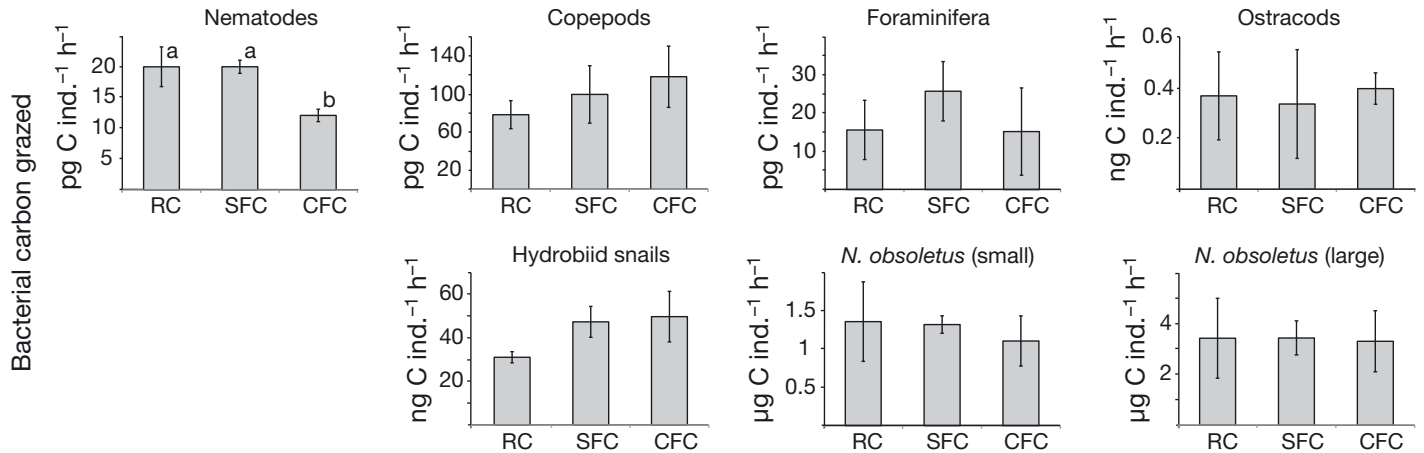 Bacterial carbon grazed
Nematodes
pg C ind.⁻¹ h⁻¹
20
15
10
5
a
a
b
RC SFC CFC
Copepods
pg C ind.⁻¹ h⁻¹
140
100
60
20
RC SFC CFC
Foraminifera
pg C ind.⁻¹ h⁻¹
30
20
10
RC SFC CFC
Ostracods
ng C ind.⁻¹ h⁻¹
0.6
0.4
0.2
RC SFC CFC
Hydrobiid snails
ng C ind.⁻¹ h⁻¹
60
40
20
RC SFC CFC
N. obsoletus (small)
µg C ind.⁻¹ h⁻¹
1.5
1
0.5
RC SFC CFC
N. obsoletus (large)
µg C ind.⁻¹ h⁻¹
4
2
RC SFC CFC